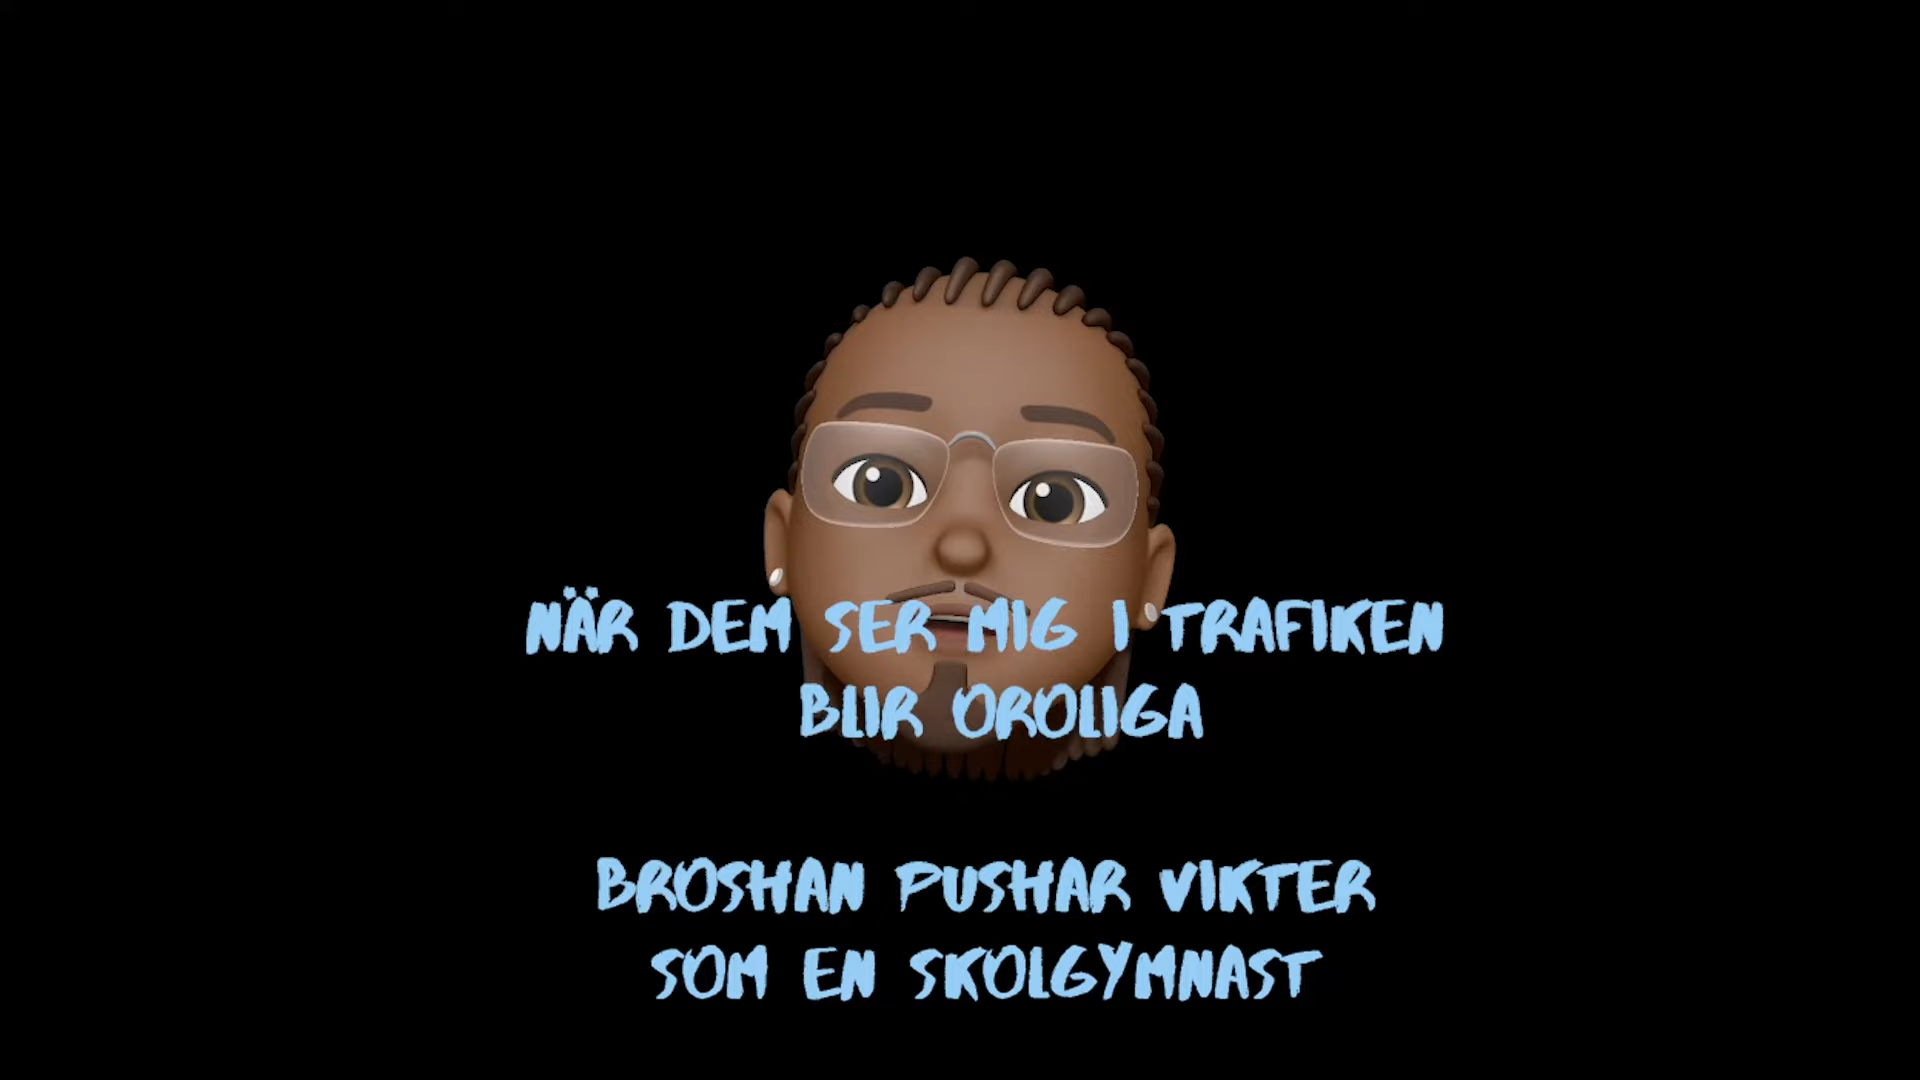 NÄR DEM SER MIG I TRAFIKEN
BLIR OROLIGA
BROSHAN PUSHAR VIKTER
SOM EN SKOLGYMNAST